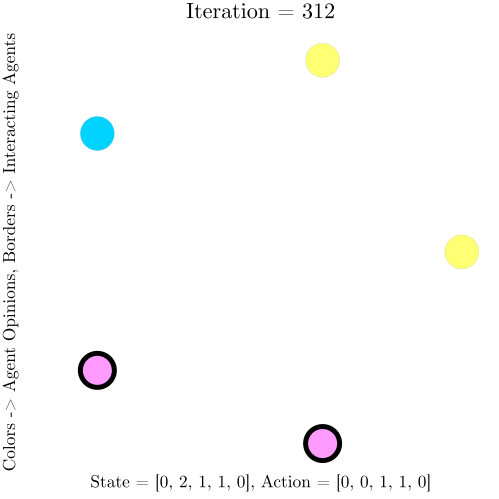 Iteration = 312
Colors -> Agent Opinions, Borders -> Interacting Agents
State = [0, 2, 1, 1, 0], Action = [0, 0, 1, 1, 0]